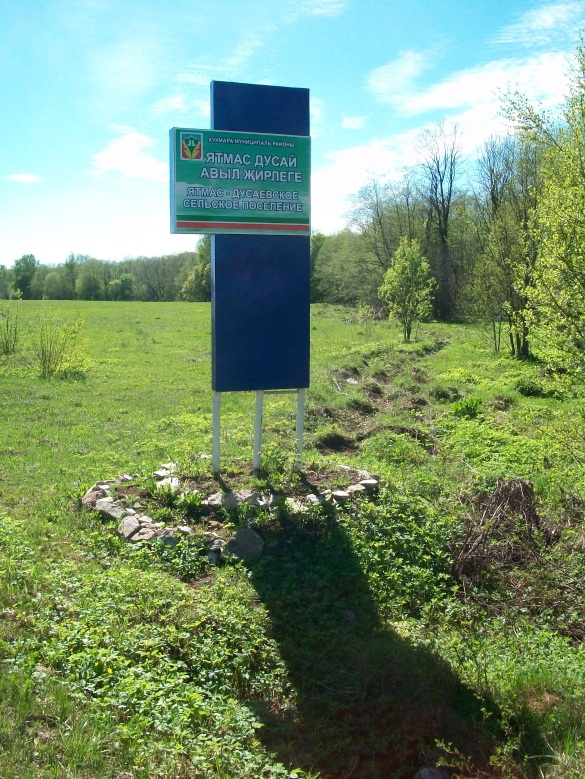 КУКМАРА МУНИЦИПАЛЬ РАЙОНЫ
ЯТМАС ДУСАЙ
АВЫЛ ҖИРЛЕГЕ
ЯТМАС - ДУСАЕВСКОЕ
СЕЛЬСКОЕ ПОСЕЛЕНИЕ